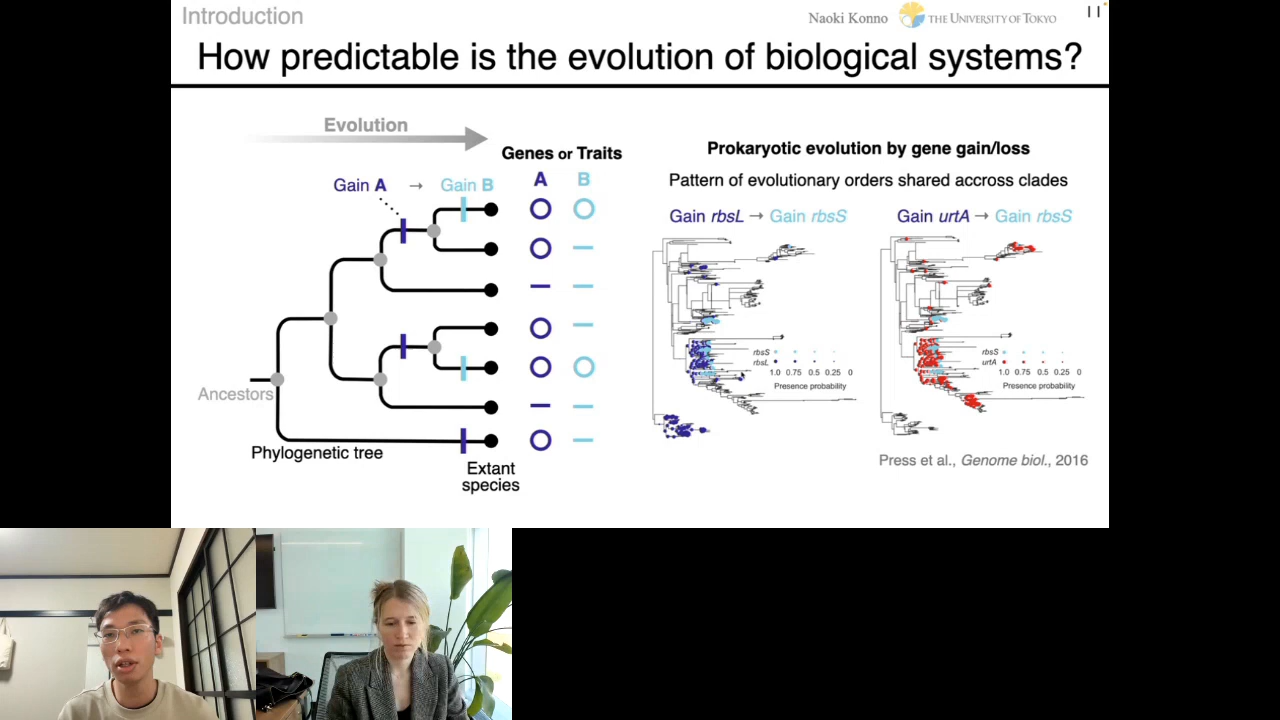 Introduction
Naoki Konno THE UNIVERSITY OF TOKYO
How predictable is the evolution of biological systems?
Evolution
Genes or Traits
Gain A → Gain B
A B
Ancestors
Phylogenetic tree
Extant
species
Prokaryotic evolution by gene gain/loss
Pattern of evolutionary orders shared accross clades
Gain rbsL → Gain rbsS
rbsS
rbsL
1.0 0.75 0.5 0.25 0
Presence probability
Gain urtA → Gain rbsS
rbsS
urtA
1.0 0.75 0.5 0.25 0
Presence probability
Press et al., Genome biol., 2016